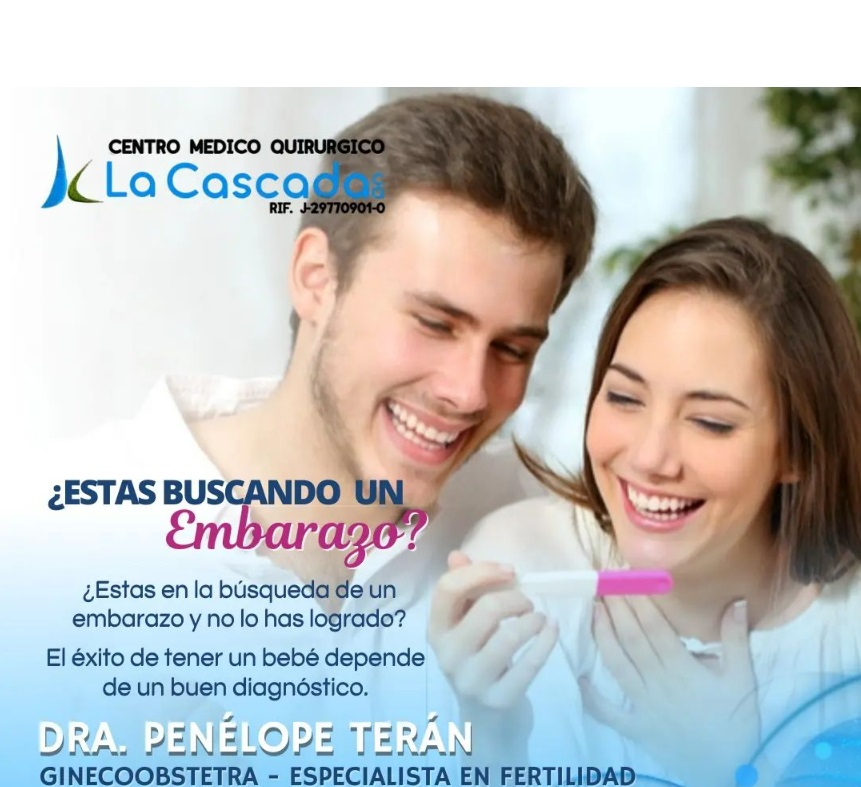 CENTRO MEDICO QUIRURGICO
La Cascada
RIF. J-29770901-0
¿ESTAS BUSCANDO UN
Embarazo?
¿Estas en la búsqueda de un
embarazo y no lo has logrado?
El éxito de tener un bebé depende
de un buen diagnóstico.
DRA. PENÉLOPE TERÁN
GINECOOBSTETRA - ESPECIALISTA EN FERTILIDAD